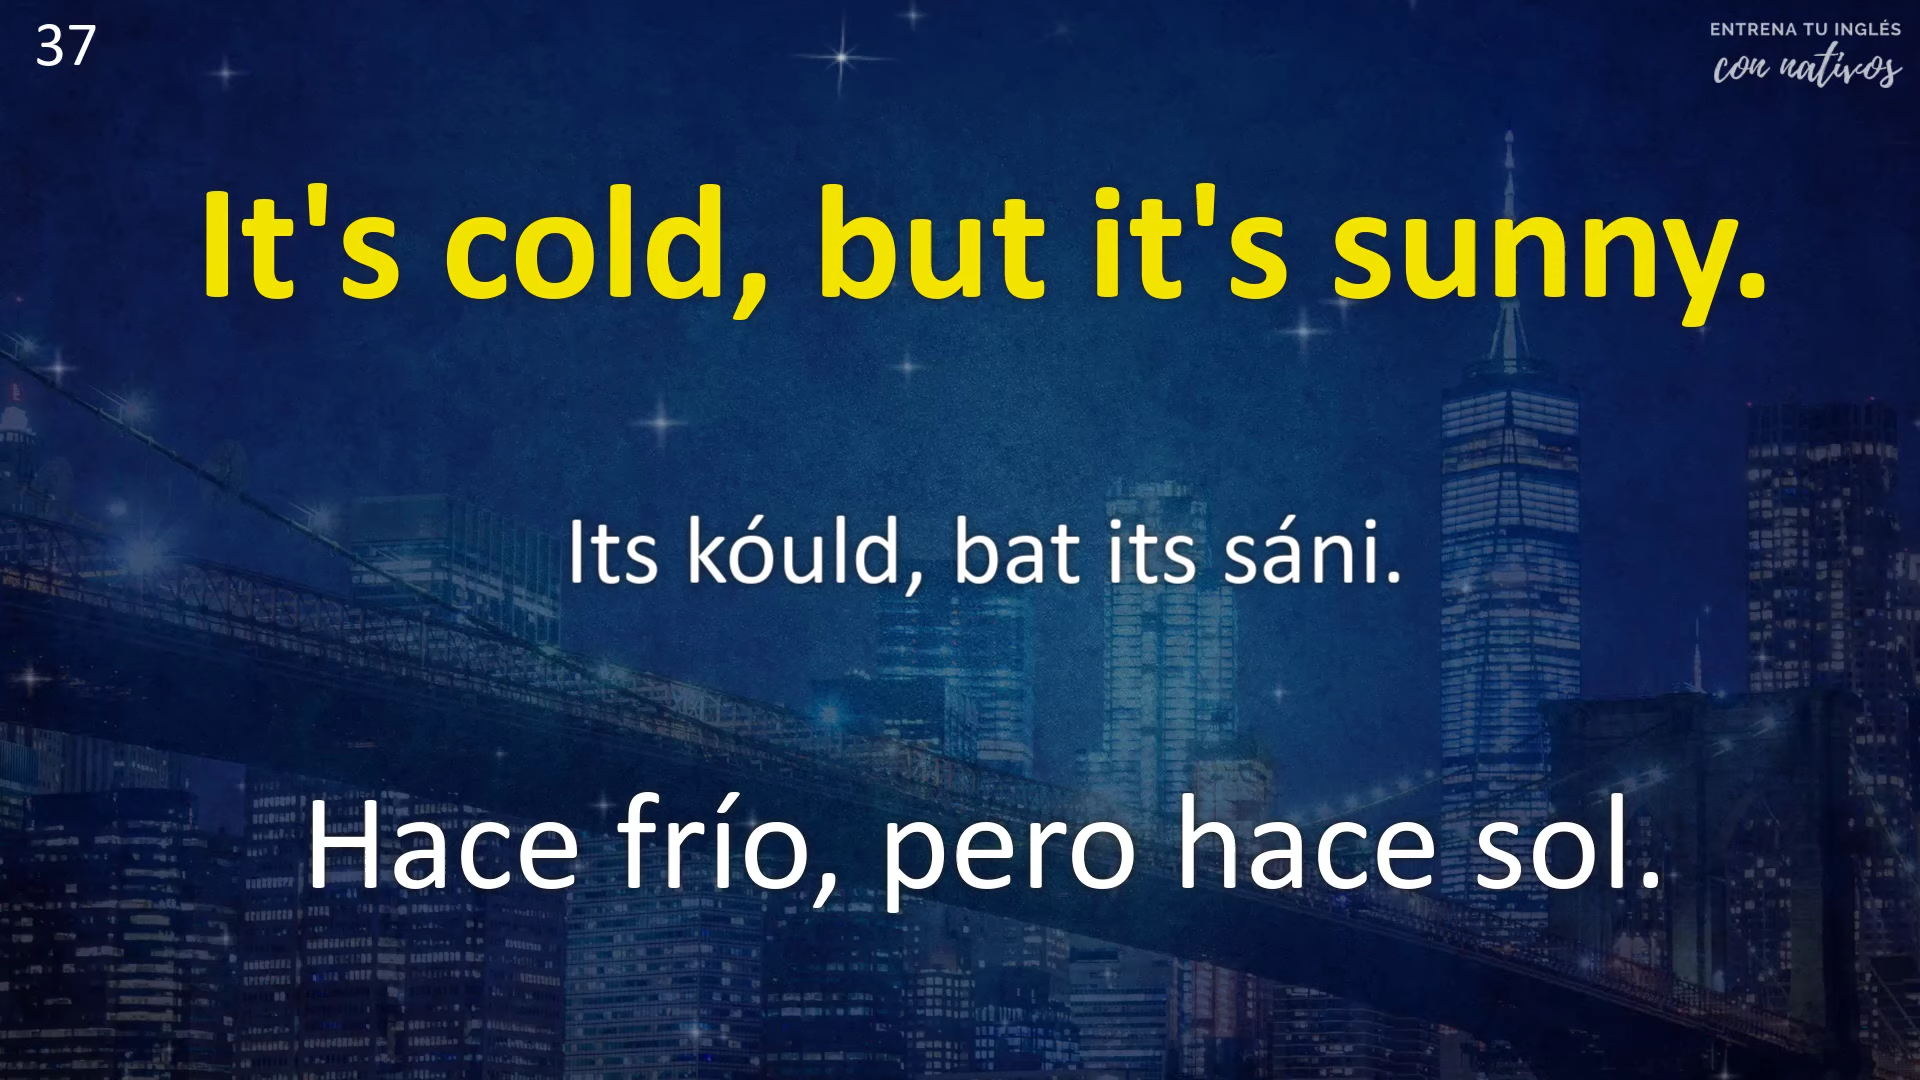 37
ENTRENA TU INGLÉS
con nativos
It's cold, but it's sunny.
Its kóuld, bat its sáni.
Hace frío, pero hace sol.